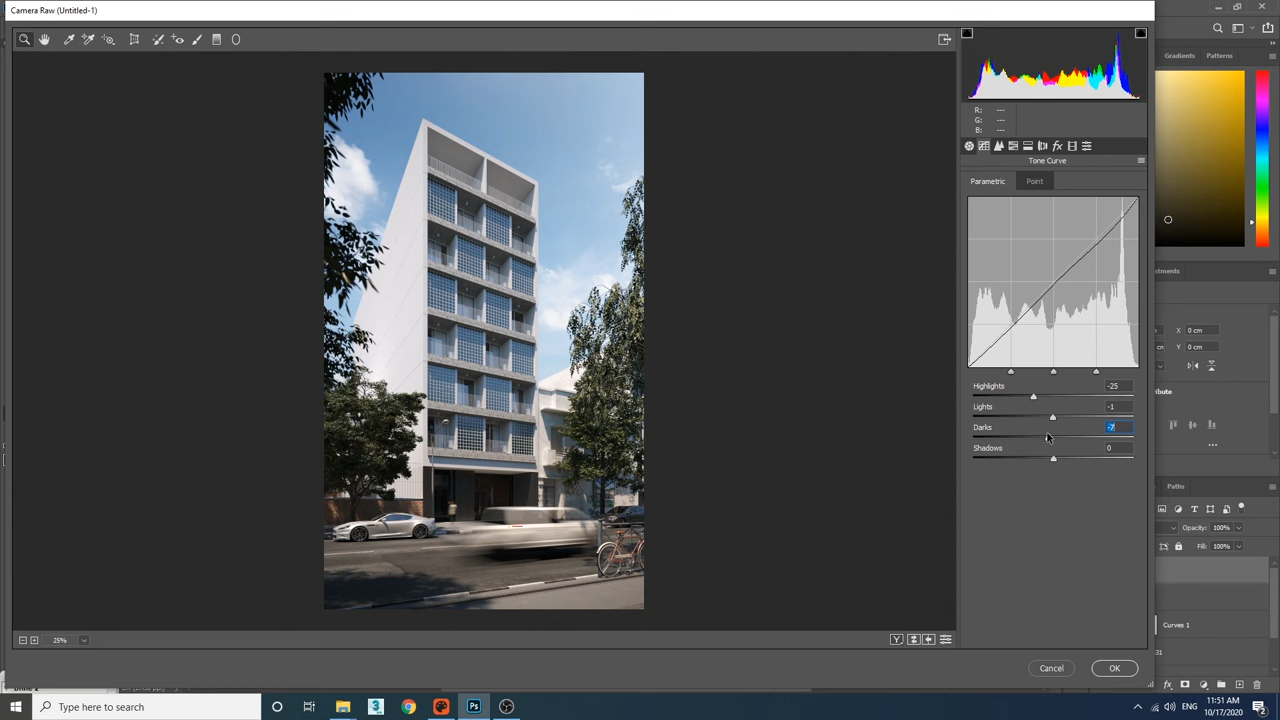 Camera Raw (Untitled-1)
Gradients
Patterns
R: ---
G: ---
B: ---
Tone Curve
Parametric
Point
X
0 cm
Y
0 cm
Highlights
-25
Lights
-1
Darks
-7
Shadows
0
Paths
Opacity: 100%
Fill: 100%
Curves 1
25%
Y
Cancel
OK
Type here to search
Ps
ENG
11:51 AM
10/17/2020
2